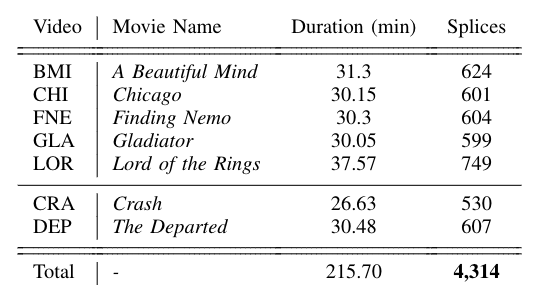 Video Movie Name Duration (min) Splices
BMI A Beautiful Mind 31.3 624
CHI Chicago 30.15 601
FNE Finding Nemo 30.3 604
GLA Gladiator 30.05 599
LOR Lord of the Rings 37.57 749
CRA Crash 26.63 530
DEP The Departed 30.48 607
Total - 215.70 4,314